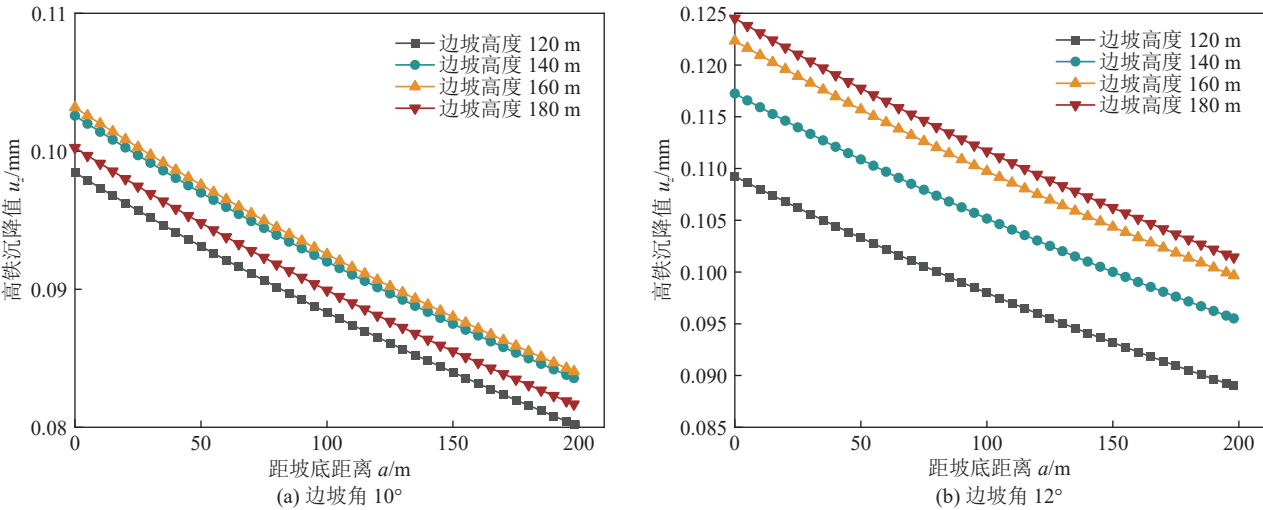 0.11
0.10
0.09
0.08
高铁沉降值 uz/mm
边坡高度 120 m
边坡高度 140 m
边坡高度 160 m
边坡高度 180 m
0 50 100 150 200
距坡底距离 a/m
(a) 边坡角 10°
0.125
0.120
0.115
0.110
0.105
0.100
0.095
0.090
0.085
高铁沉降值 uz/mm
边坡高度 120 m
边坡高度 140 m
边坡高度 160 m
边坡高度 180 m
0 50 100 150 200
距坡底距离 a/m
(b) 边坡角 12°